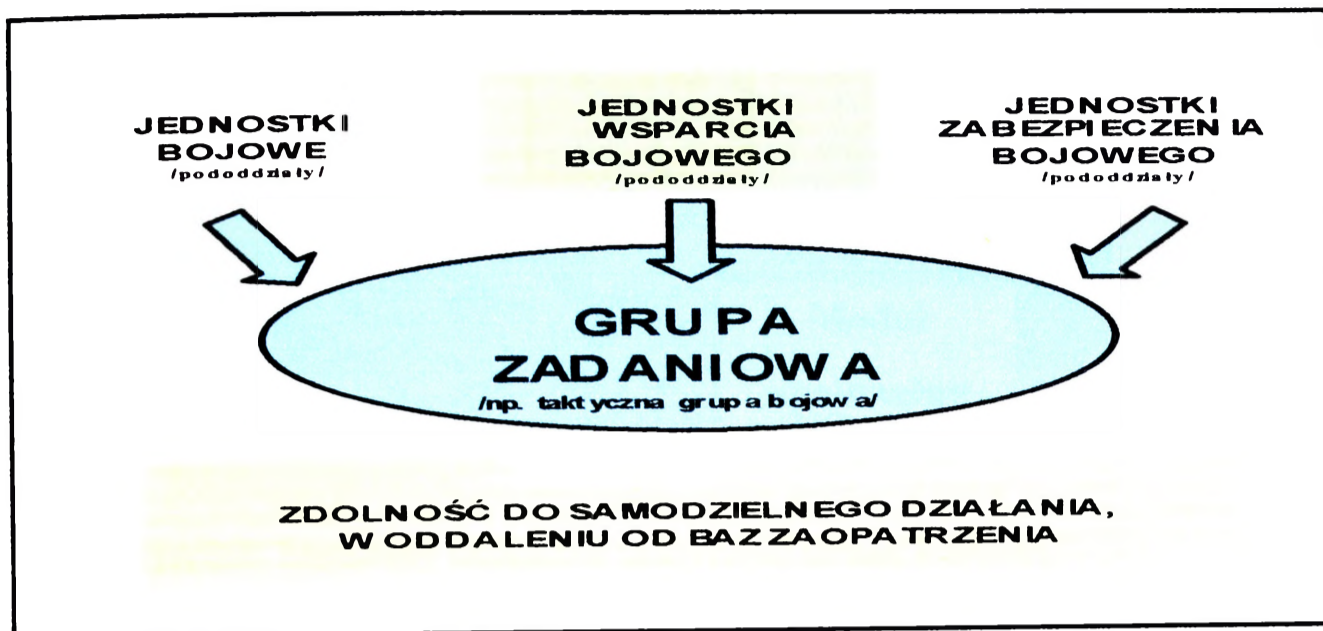 JEDNOSTKI
BOJOWE
/pododdziały/
JEDNOSTKI
WSPARCIA
BOJOWEGO
/pododdziały/
JEDNOSTKI
ZABEZPIECZENIA
BOJOWEGO
/pododdziały/
GRUPA
ZADANIOWA
/np. taktyczna grupa bojowa/
ZDOLNOŚĆ DO SAMODZIELNEGO DZIAŁANIA,
W ODDALENIU OD BAZ ZAOPATRZENIA